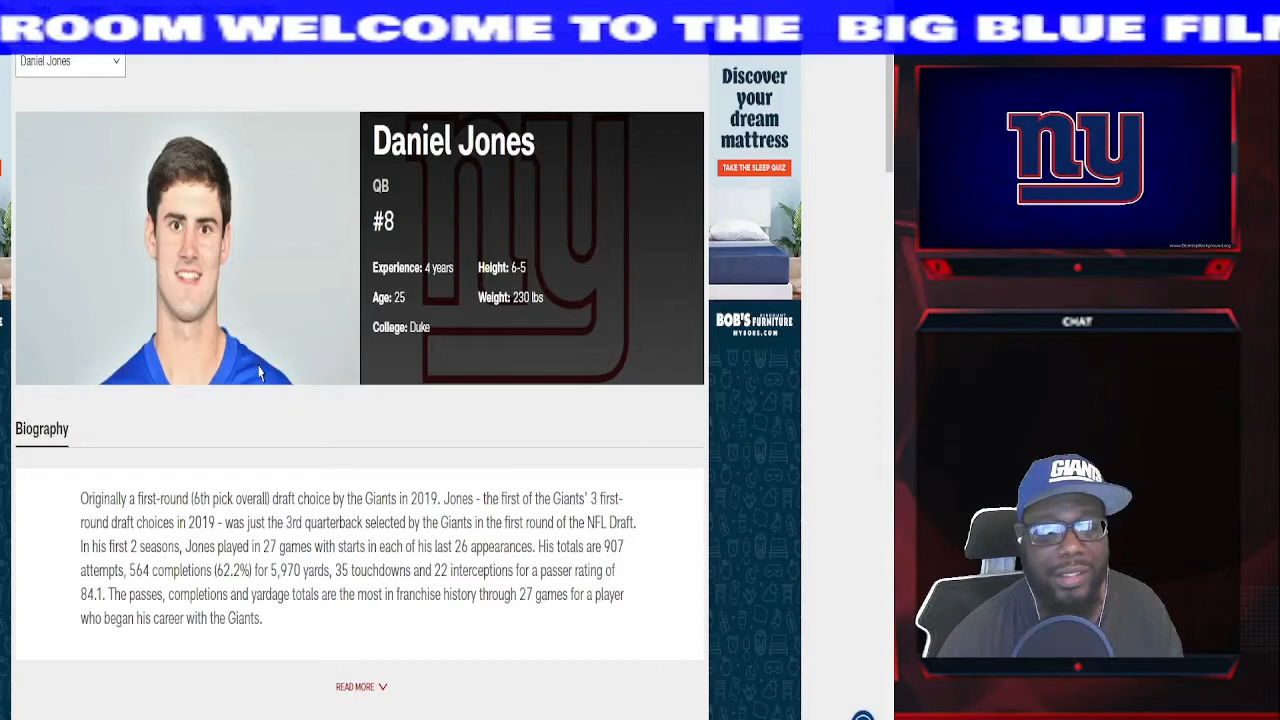 ROOM WELCOME TO THE BIG BLUE FIL
Daniel Jones
Daniel Jones
QB
#8
Experience: 4 years
Height: 6-5
Age: 25
Weight: 230 lbs
College: Duke
ny
Biography
Originally a first-round (6th pick overall) draft choice by the Giants in 2019. Jones - the first of the Giants' 3 first-
round draft choices in 2019 - was just the 3rd quarterback selected by the Giants in the first round of the NFL Draft.
In his first 2 seasons, Jones played in 27 games with starts in each of his last 26 appearances. His totals are 907
attempts, 564 completions (62.2%) for 5,970 yards, 35 touchdowns and 22 interceptions for a passer rating of
84.1. The passes, completions and yardage totals are the most in franchise history through 27 games for a player
who began his career with the Giants.
READ MORE
Discover
your
dream
mattress
TAKE THE SLEEP QUIZ
BOB'S FURNITURE
MYBOBS.COM
ny
www.DesktopBackground.org
CHAT
GIANTS